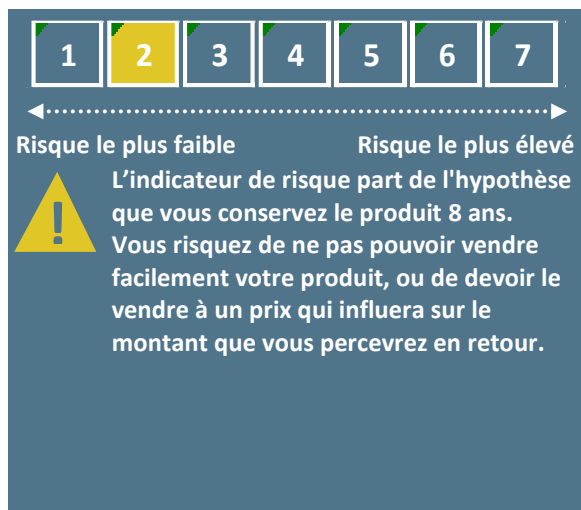 1 2 3 4 5 6 7
Risque le plus faible Risque le plus élevé
L’indicateur de risque part de l'hypothèse
que vous conservez le produit 8 ans.
Vous risquez de ne pas pouvoir vendre
facilement votre produit, ou de devoir le
vendre à un prix qui influera sur le
montant que vous percevrez en retour.